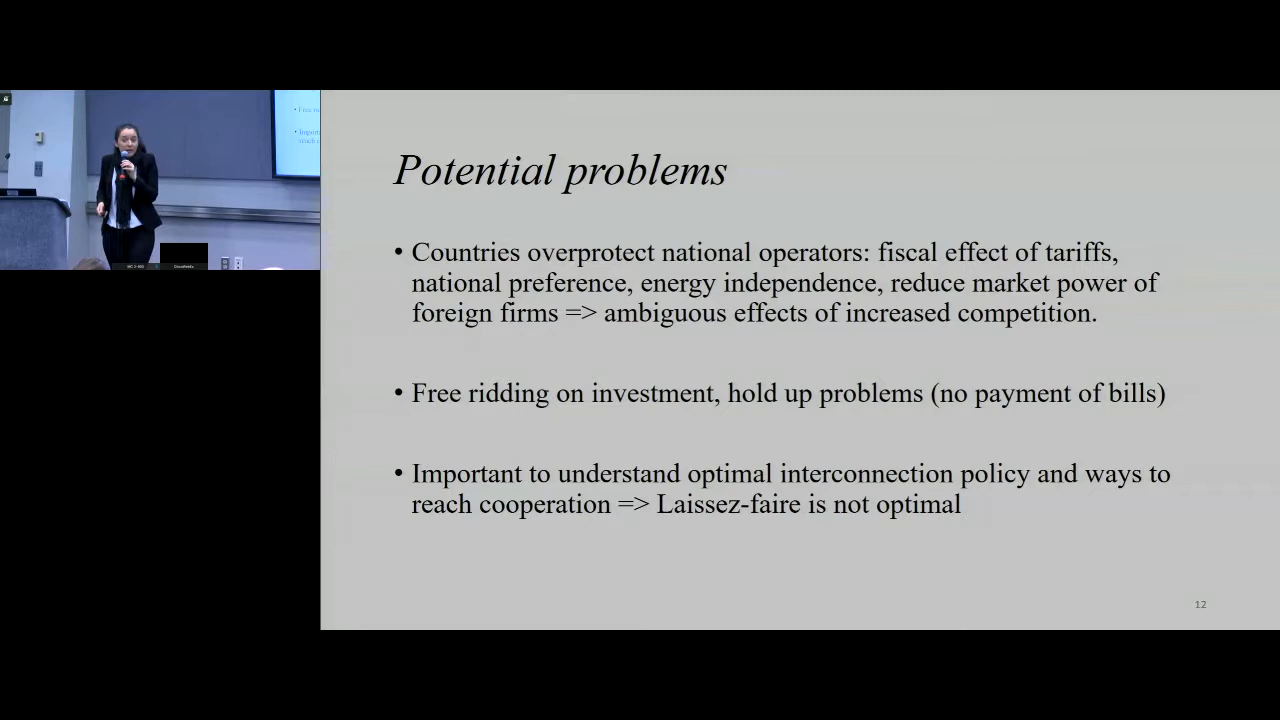 Potential problems
• Countries overprotect national operators: fiscal effect of tariffs,
national preference, energy independence, reduce market power of
foreign firms => ambiguous effects of increased competition.
• Free ridding on investment, hold up problems (no payment of bills)
• Important to understand optimal interconnection policy and ways to
reach cooperation => Laissez-faire is not optimal
12